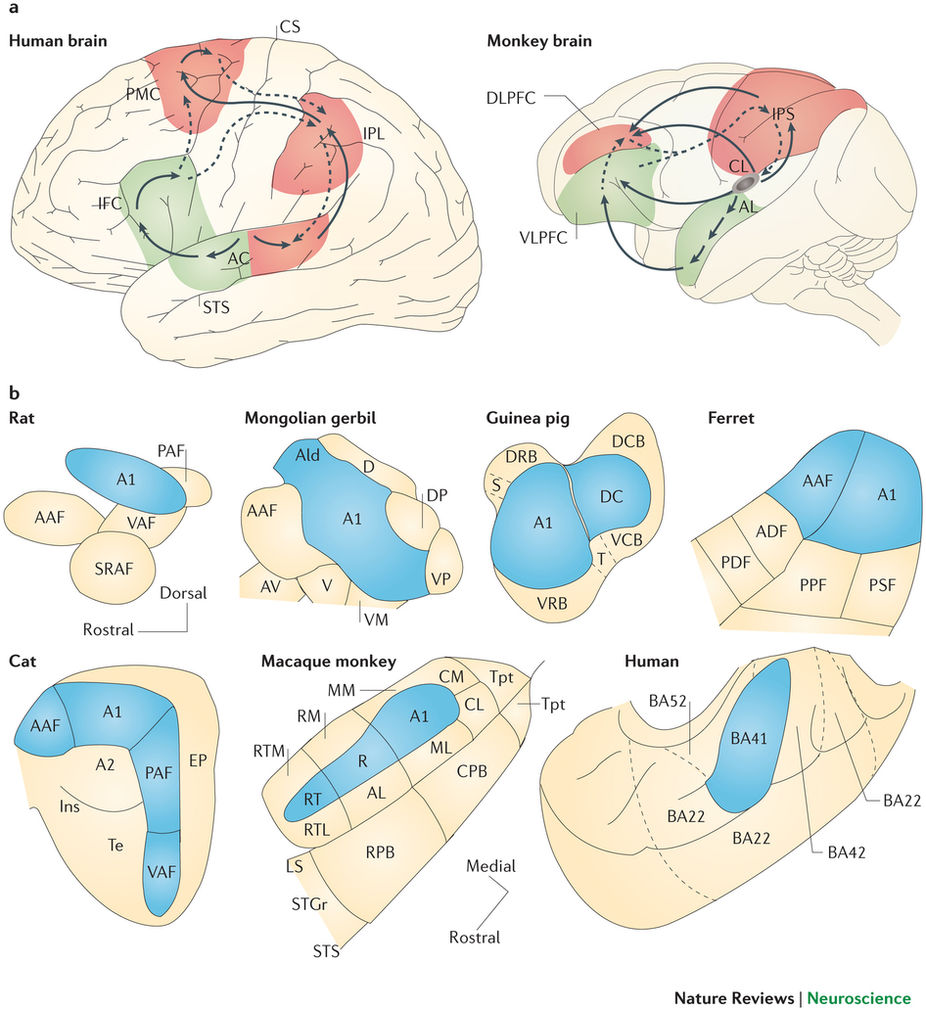 a
Human brain
CS
PMC
IPL
IFC
AC
STS
Monkey brain
DLPFC
IPS
CL
AL
VLPFC
b
Rat
PAF
A1
AAF
VAF
SRAF
Dorsal
Rostral
Mongolian gerbil
AId
D
DP
AAF
A1
AV
V
VP
VM
Guinea pig
DCB
DRB
S
DC
A1
VCB
T
VRB
Ferret
AAF
A1
ADF
PDF
PPF
PSF
Cat
AAF
A1
A2
PAF
EP
Ins
Te
VAF
Macaque monkey
MM
CM
Tpt
RM
A1
CL
Tpt
RTM
R
ML
CPB
RT
AL
RTL
RPB
LS
STGr
STS
Medial
Rostral
Human
BA52
BA41
BA22
BA22
BA22
BA42
Nature Reviews | Neuroscience